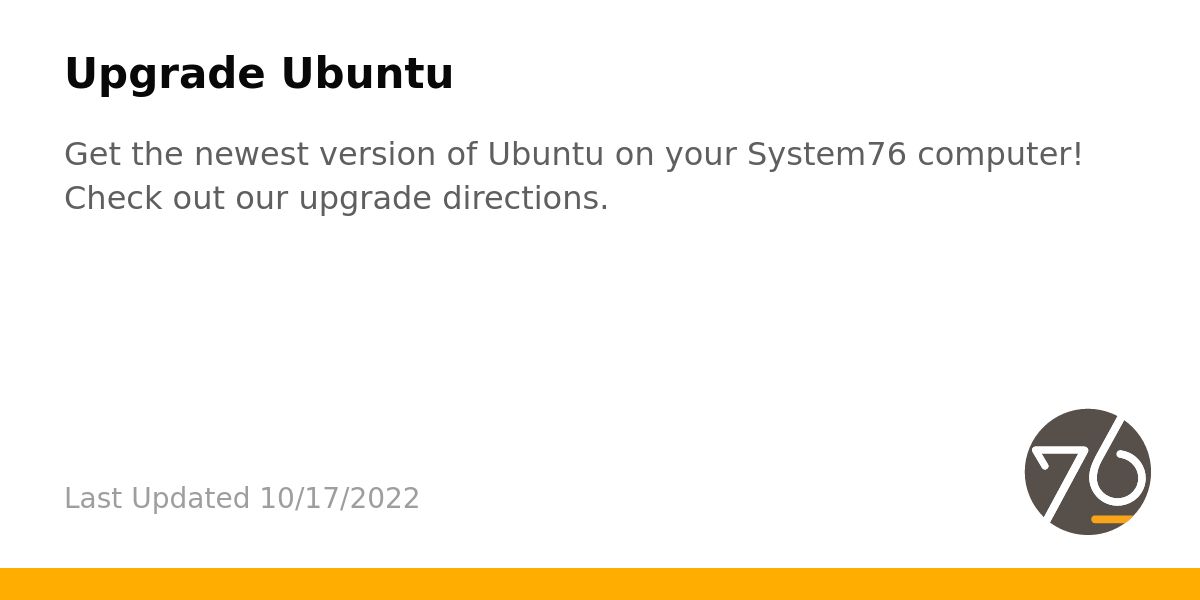 Upgrade Ubuntu
Get the newest version of Ubuntu on your System76 computer!
Check out our upgrade directions.
Last Updated 10/17/2022
76